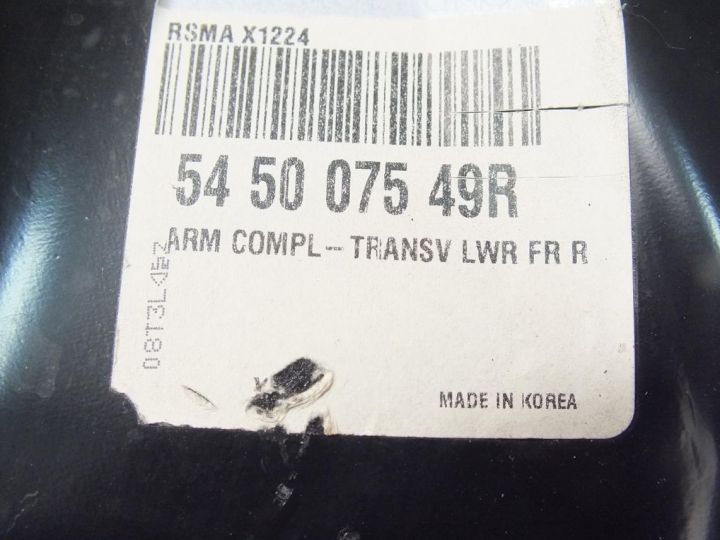 RSMA X1224
54 50 075 49R
ARM COMPL-TRANSV LWR FR R
MADE IN KOREA